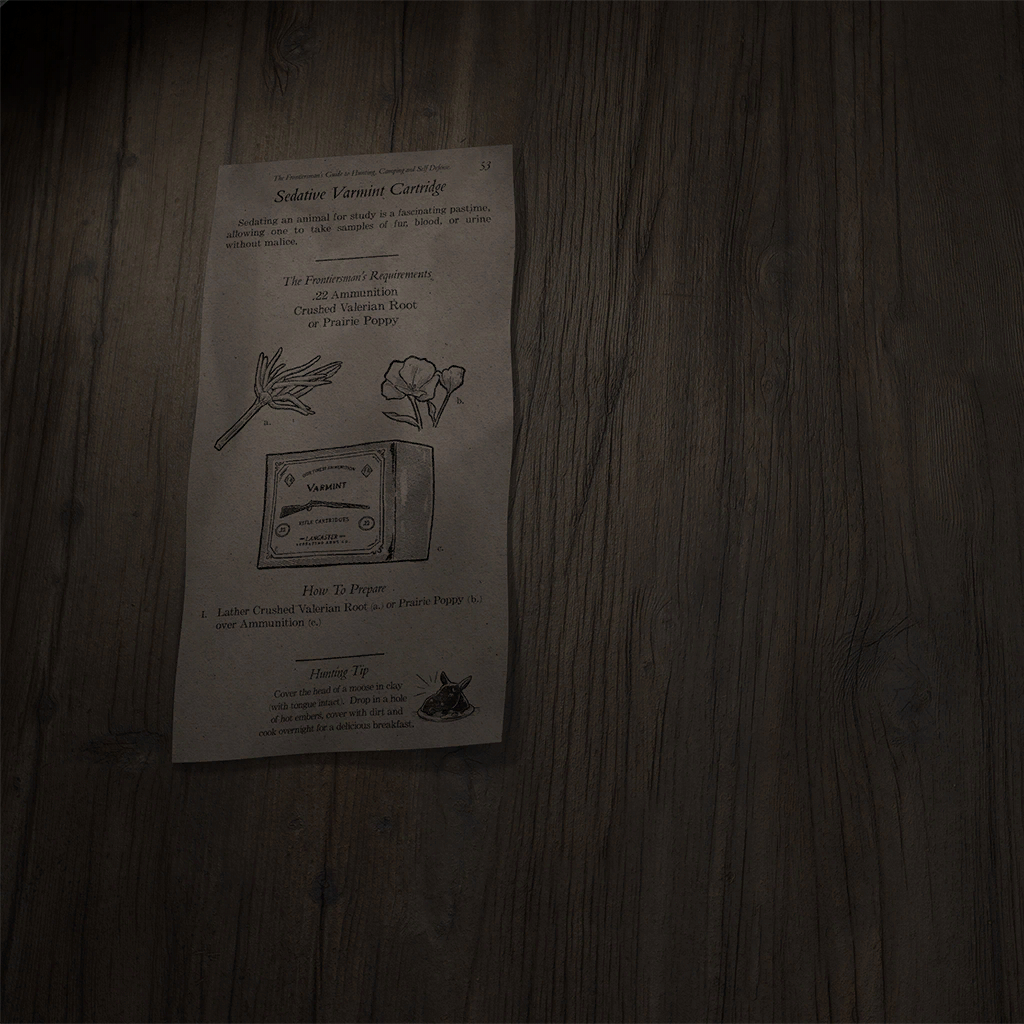 The Frontiersman's Guide to Hunting, Camping and Self Defence
53
Sedative Varmint Cartridge
Sedating an animal for study is a fascinating pastime,
allowing one to take samples of fur, blood, or urine
without malice.
The Frontiersman's Requirements
.22 Ammunition
Crushed Valerian Root
or Prairie Poppy
a.
b.
VARMINT
RIFLE CARTRIDGES
LANCASTER
c.
How To Prepare
1. Lather Crushed Valerian Root (a.) or Prairie Poppy (b.)
over Ammunition (c.)
Hunting Tip
Cover the head of a moose in clay
(with tongue intact). Drop in a hole
of hot embers, cover with dirt and
cook overnight for a delicious breakfast.